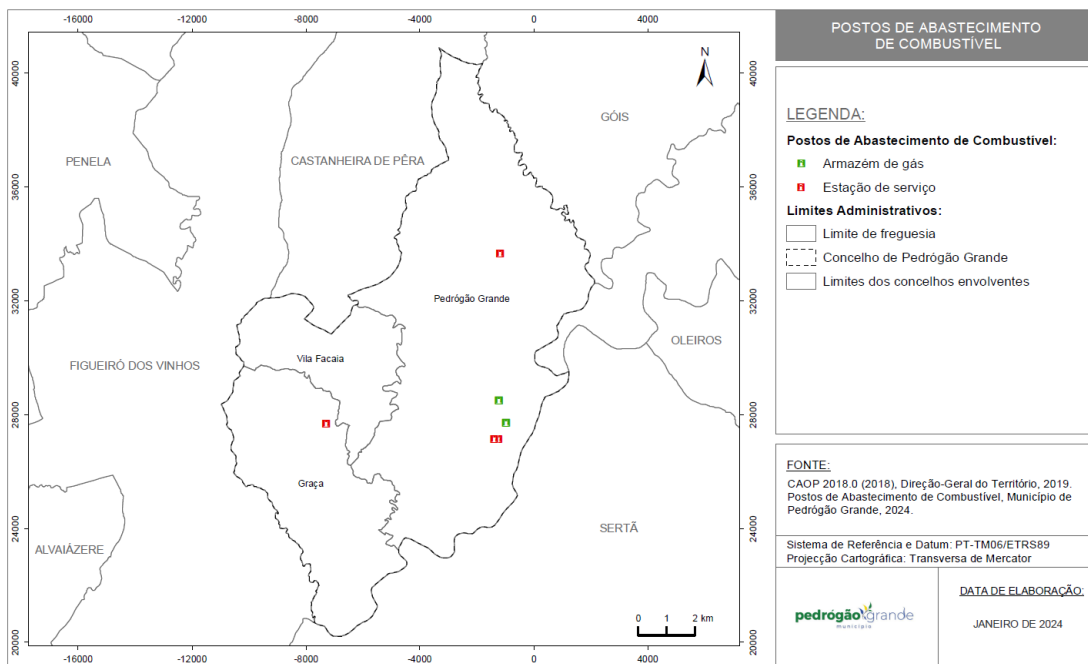 -16000 -12000 -8000 -4000 0 4000
40000 36000 32000 28000 24000 20000
N
GÓIS
PENELA
CASTANHEIRA DE PÊRA
Pedrógão Grande
OLEIROS
Vila Facaia
FIGUEIRÓ DOS VINHOS
Graça
SERTÃ
ALVAIÁZERE
0 1 2 km
40000 36000 32000 28000 24000 20000
-16000 -12000 -8000 -4000 0 4000
POSTOS DE ABASTECIMENTO
DE COMBUSTÍVEL
LEGENDA:
Postos de Abastecimento de Combustível:
Armazém de gás
Estação de serviço
Limites Administrativos:
Limite de freguesia
Concelho de Pedrógão Grande
Limites dos concelhos envolventes
FONTE:
CAOP 2018.0 (2018), Direção-Geral do Território, 2019.
Postos de Abastecimento de Combustível, Município de
Pedrógão Grande, 2024.
Sistema de Referência e Datum: PT-TM06/ETRS89
Projecção Cartográfica: Transversa de Mercator
pedrógão grande
município
DATA DE ELABORAÇÃO:
JANEIRO DE 2024